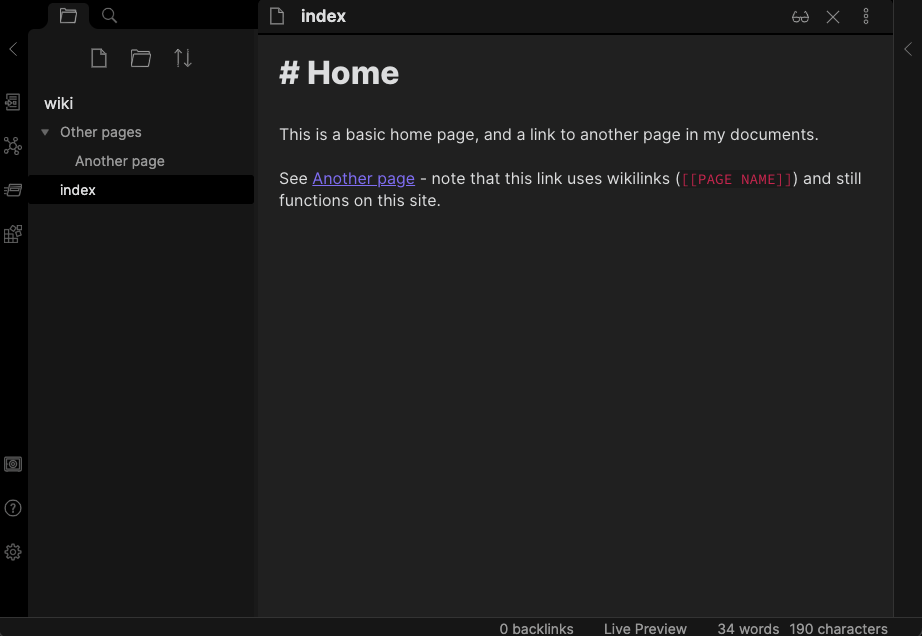 index
wiki
Other pages
Another page
index
# Home
This is a basic home page, and a link to another page in my documents.
See Another page - note that this link uses wikilinks ([[PAGE NAME]]) and still
functions on this site.
0 backlinks Live Preview 34 words 190 characters